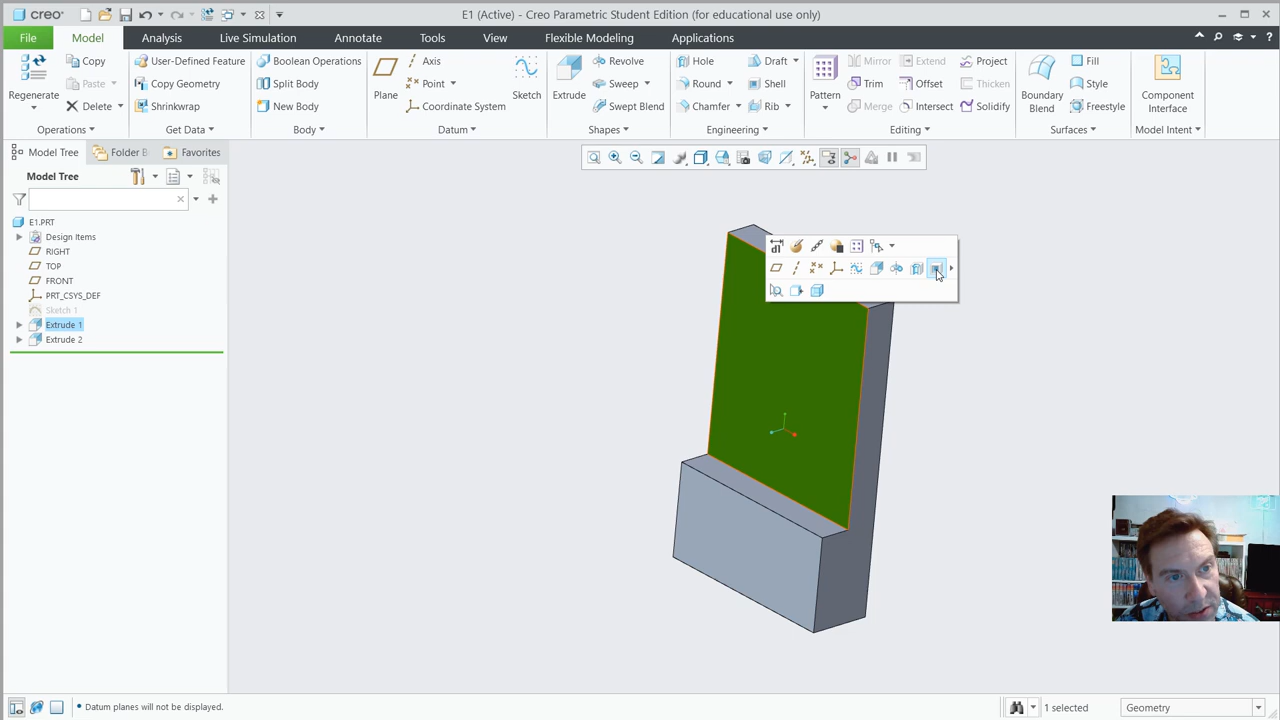 creo
E1 (Active) - Creo Parametric Student Edition (for educational use only)
File Model Analysis Live Simulation Annotate Tools View Flexible Modeling Applications
Regenerate
Copy
Paste
Delete
Operations
User-Defined Feature
Copy Geometry
Shrinkwrap
Get Data
Boolean Operations
Split Body
New Body
Body
Plane
Axis
Point
Coordinate System
Sketch
Datum
Extrude
Revolve
Sweep
Swept Blend
Shapes
Hole
Round
Chamfer
Draft
Shell
Rib
Engineering
Pattern
Mirror
Trim
Merge
Extend
Offset
Intersect
Project
Thicken
Solidify
Editing
Boundary Blend
Fill
Style
Freestyle
Surfaces
Component Interface
Model Intent
Model Tree Folder B Favorites
Model Tree
E1.PRT
Design Items
RIGHT
TOP
FRONT
PRT_CSYS_DEF
Sketch 1
Extrude 1
Extrude 2
• Datum planes will not be displayed.
1 selected
Geometry